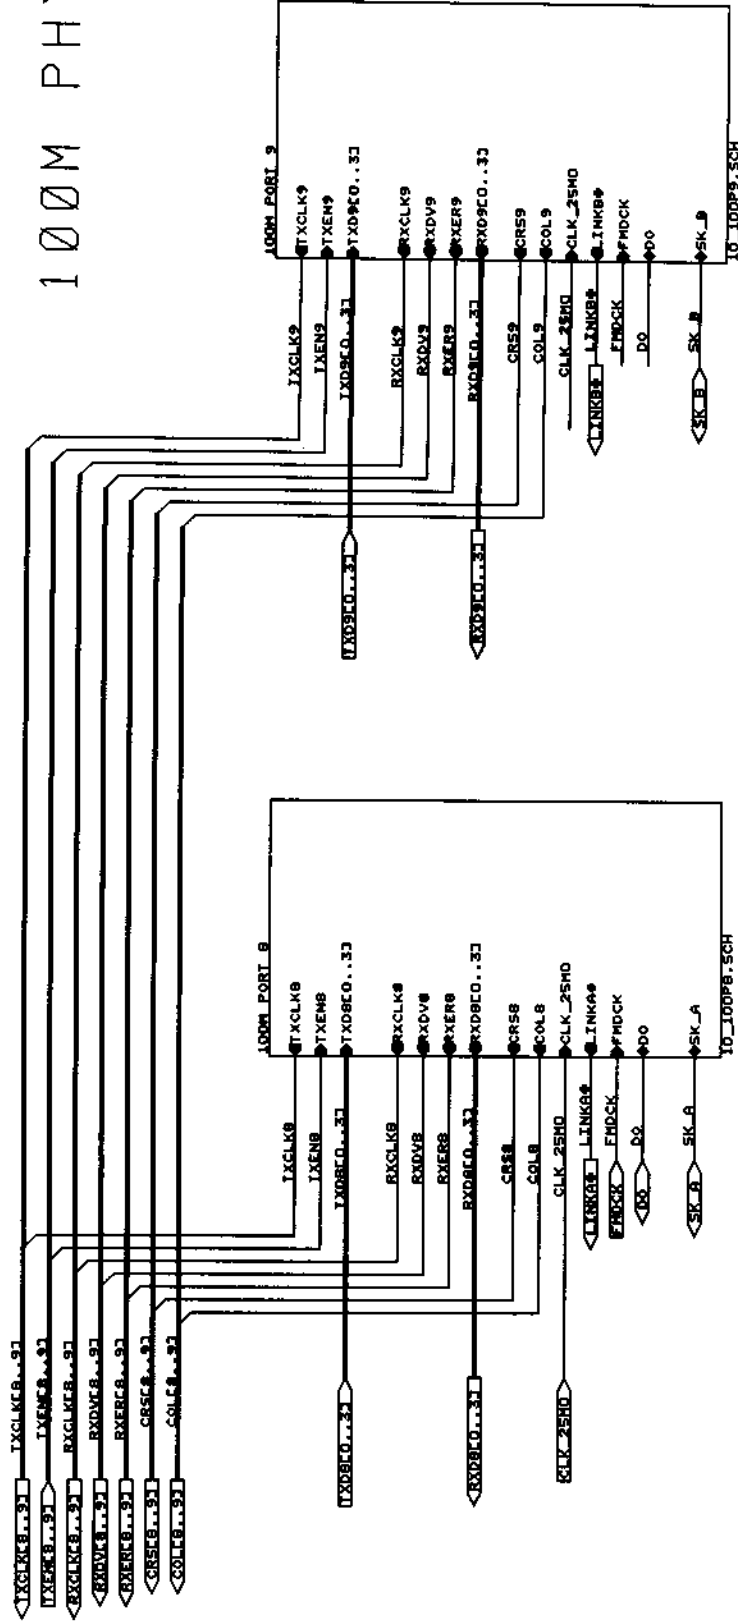 100M PH
100M PORT 9
TXCLK9
TXEN9
TXD9[0..3]
RXCLK9
RXDV9
RXER9
RXD9[0..3]
CRS9
COL9
CLK_25MO
LINKB
FMDCK
DO
SK_B
IO_100P9.SCH
TXCLK9
TXEN9
TXD9[0..3]
RXCLK9
RXDV9
RXER9
RXD9[0..3]
CRS9
COL9
CLK_25MO
LINKB
FMDCK
DO
SK_B
TXD9[0..3]
RXD9[0..3]
LINKB
SK_B
100M PORT 8
TXCLK8
TXEN8
TXD8[0..3]
RXCLK8
RXDV8
RXER8
RXD8[0..3]
CRS8
COL8
CLK_25MO
LINKA
FMDCK
DO
SK_A
IO_100P8.SCH
TXCLK8
TXEN8
TXD8[0..3]
RXCLK8
RXDV8
RXER8
RXD8[0..3]
CRS8
COL8
CLK_25MO
LINKA
FMDCK
DO
SK_A
TXD8[0..3]
RXD8[0..3]
CLK_25MO
LINKA
FMDCK
DO
SK_A
TXCLK[8..9]
TXEN[8..9]
RXCLK[8..9]
RXDV[8..9]
RXER[8..9]
CRS[8..9]
COL[8..9]
TXCLK[8..9]
TXEN[8..9]
RXCLK[8..9]
RXDV[8..9]
RXER[8..9]
CRS[8..9]
COL[8..9]